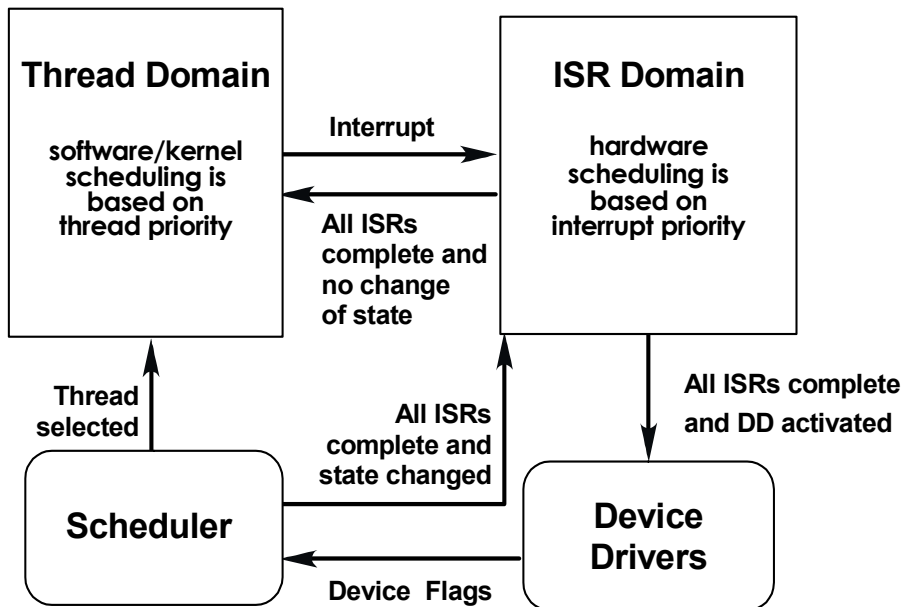 Thread Domain
software/kernel
scheduling is
based on
thread priority
Interrupt
All ISRs
complete and
no change
of state
ISR Domain
hardware
scheduling is
based on
interrupt priority
Thread
selected
All ISRs
complete and
state changed
All ISRs complete
and DD activated
Scheduler
Device Flags
Device
Drivers